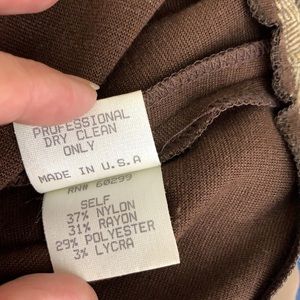 PROFESSIONAL
DRY CLEAN
ONLY
MADE IN U.S.A
RN# 60299
SELF
37% NYLON
31% RAYON
29% POLYESTER
3% LYCRA